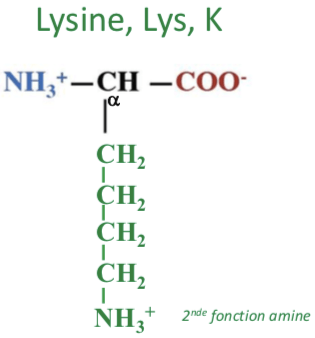 Lysine, Lys, K
NH₃⁺—CH—COO⁻
α
CH₂
CH₂
CH₂
CH₂
NH₃⁺ 2ⁿᵈᵉ fonction amine